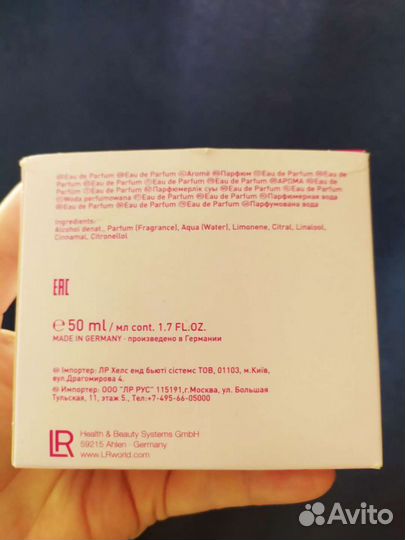 Eau de Parfum Eau de Parfum Aromë Парфюм Eau de Parfum Eau de
Parfum Eau de Parfum Eau de Parfum Eau de Parfum АРОМА Eau de
Parfum Eau de Parfum KZ Парфюмерлік суы Eau de Parfum Eau de Parfum
Woda perfumowana Eau de Parfum Eau de Parfum Парфюмерная вода
Eau de Parfum Eau de Parfum Eau de Parfum Парфумована вода
Ingredients:
Alcohol denat., Parfum (Fragrance), Aqua (Water), Limonene, Citral, Linalool,
Cinnamal, Citronellol
EAC
℮ 50 ml / мл cont. 1.7 FL.OZ.
MADE IN GERMANY · произведено в Германии
Імпортер: ЛР Хелс енд бьюті сістемс ТОВ, 01103, м.Київ,
вул.Драгомирова 4.
Импортер: ООО "ЛР РУС" 115191,г.Москва, ул. Большая
Тульская, 11, этаж 5., Тел:+7-495-66-05000
LR
Health & Beauty Systems GmbH
59215 Ahlen · Germany
www.LRworld.com
Avito